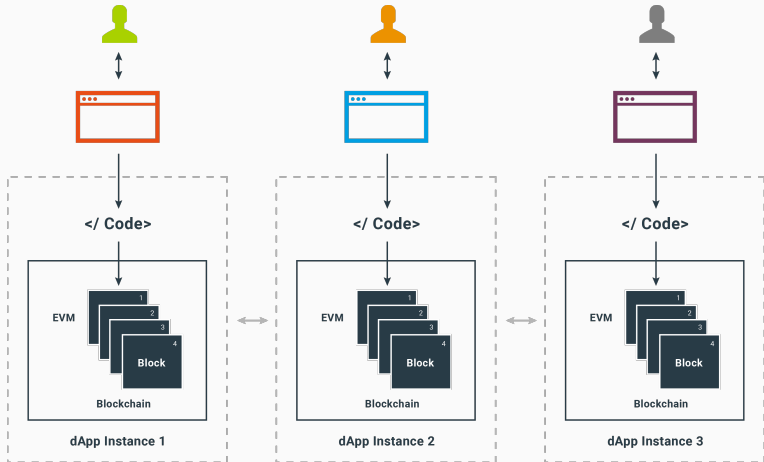 </ Code>
EVM
1
2
3
4
Block
Blockchain
dApp Instance 1
</ Code>
EVM
1
2
3
4
Block
Blockchain
dApp Instance 2
</ Code>
EVM
1
2
3
4
Block
Blockchain
dApp Instance 3